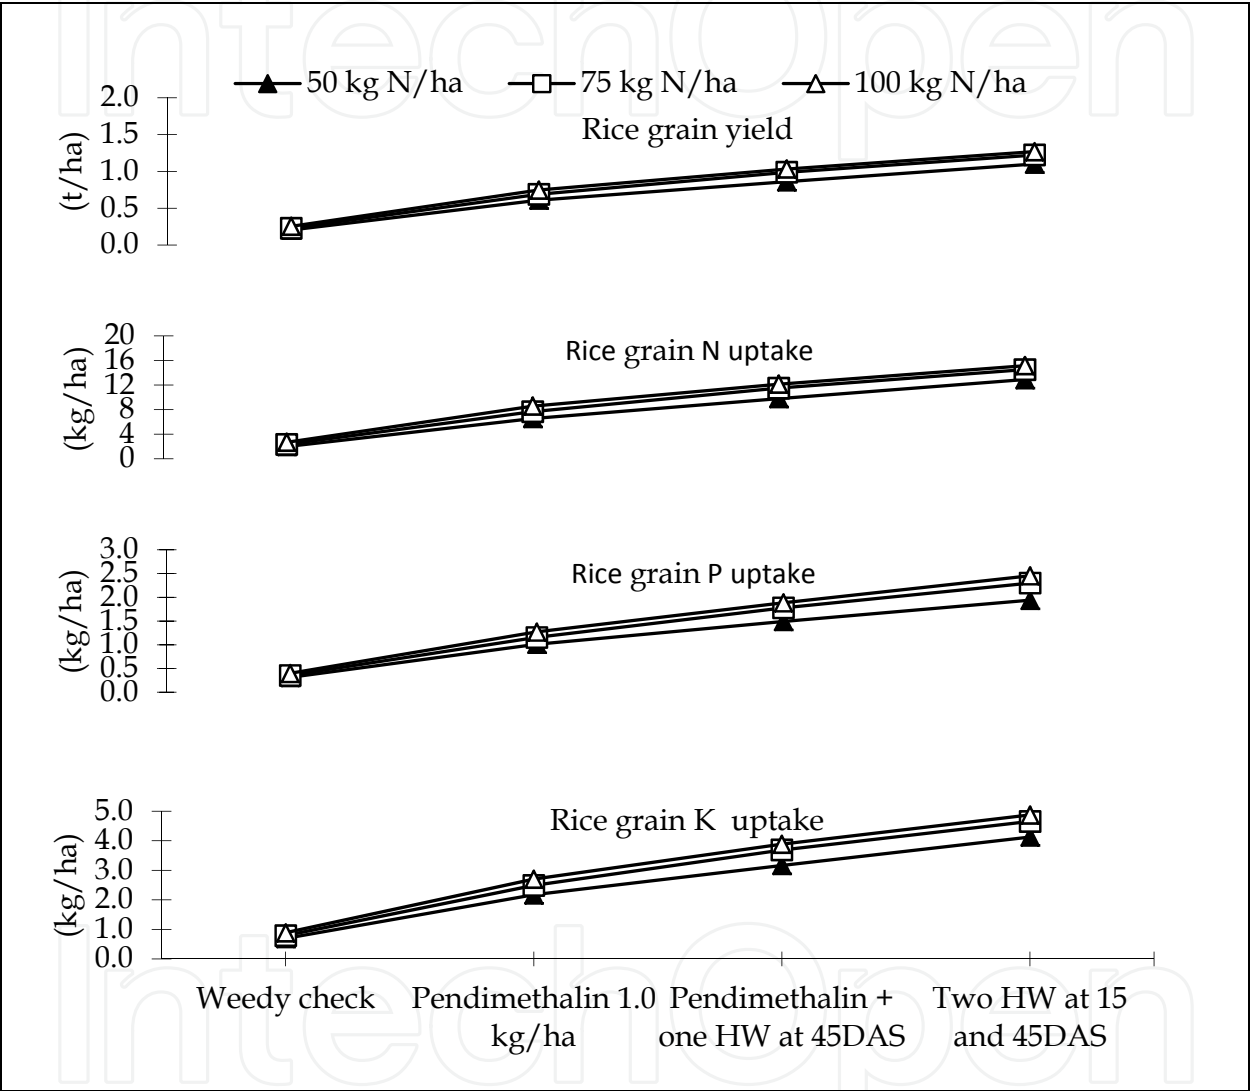 IntechOpen
50 kg N/ha 75 kg N/ha 100 kg N/ha
Rice grain yield
(t/ha)
2.0
1.5
1.0
0.5
0.0
Rice grain N uptake
(kg/ha)
20
16
12
8
4
0
Rice grain P uptake
(kg/ha)
3.0
2.5
2.0
1.5
1.0
0.5
0.0
Rice grain K uptake
(kg/ha)
5.0
4.0
3.0
2.0
1.0
0.0
Weedy check Pendimethalin 1.0 Pendimethalin + Two HW at 15
kg/ha one HW at 45DAS and 45DAS
IntechOpen